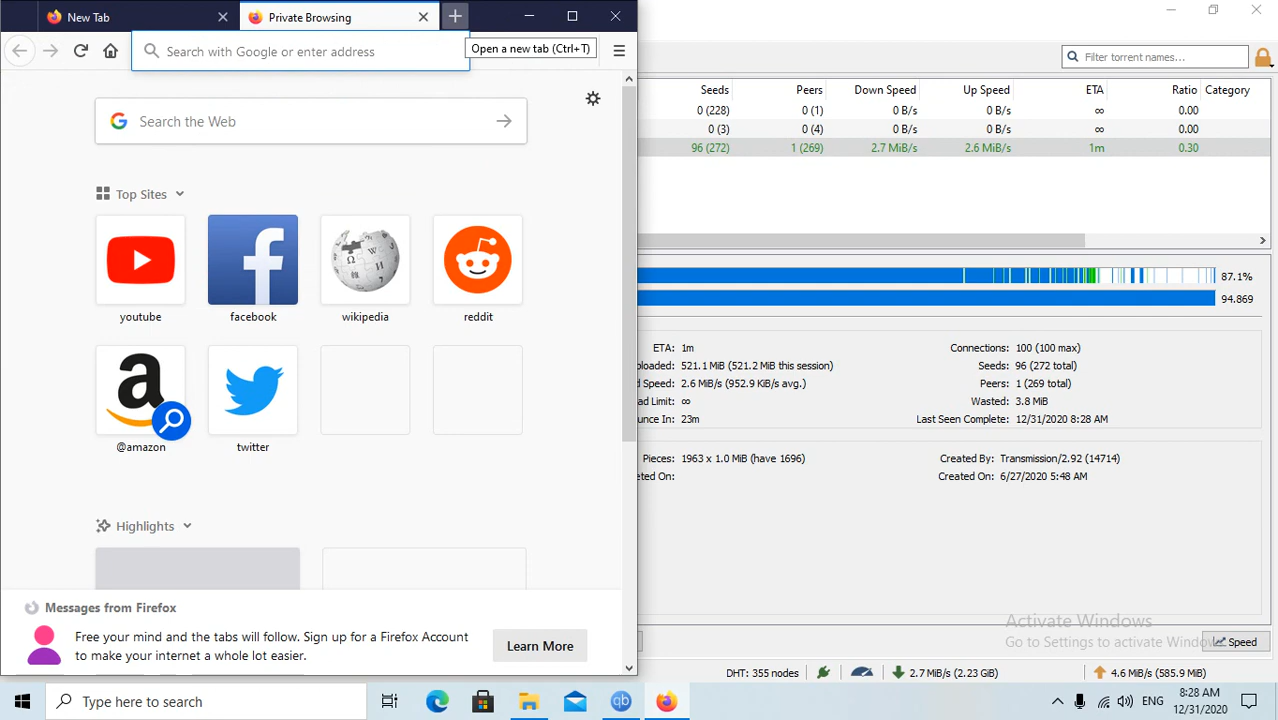 New Tab
Private Browsing
Search with Google or enter address
Open a new tab (Ctrl+T)
Search the Web
Top Sites
youtube
facebook
wikipedia
reddit
@amazon
twitter
Highlights
Messages from Firefox
Free your mind and the tabs will follow. Sign up for a Firefox Account
to make your internet a whole lot easier.
Learn More
Filter torrent names...
Seeds Peers Down Speed Up Speed ETA Ratio Category
0 (228) 0 (1) 0 B/s 0 B/s ∞ 0.00
0 (3) 0 (4) 0 B/s 0 B/s ∞ 0.00
96 (272) 1 (269) 2.7 MiB/s 2.6 MiB/s 1m 0.30
87.1%
94.869
ETA: 1m Connections: 100 (100 max)
oaded: 521.1 MiB (521.2 MiB this session) Seeds: 96 (272 total)
d Speed: 2.6 MiB/s (952.9 KiB/s avg.) Peers: 1 (269 total)
ad Limit: ∞ Wasted: 3.8 MiB
ounce In: 23m Last Seen Complete: 12/31/2020 8:28 AM
Pieces: 1963 x 1.0 MiB (have 1696) Created By: Transmission/2.92 (14714)
eted On: Created On: 6/27/2020 5:48 AM
Activate Windows
Go to Settings to activate Windows.
Speed
DHT: 355 nodes 2.7 MiB/s (2.23 GiB) 4.6 MiB/s (585.9 MiB)
Type here to search
qb
ENG
8:28 AM
12/31/2020